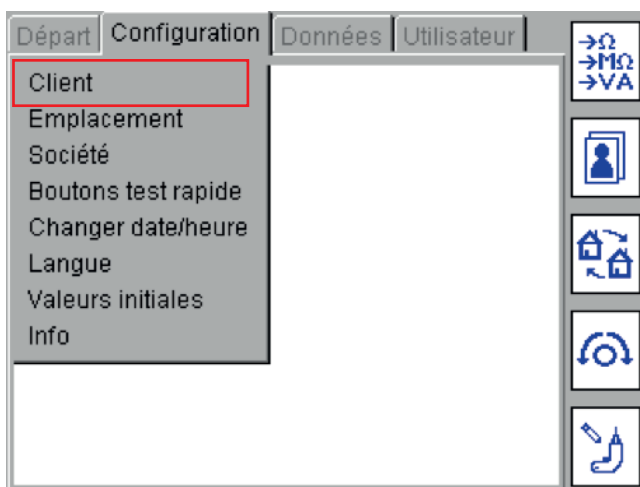 Départ Configuration Données Utilisateur
Client
Emplacement
Société
Boutons test rapide
Changer date/heure
Langue
Valeurs initiales
Info
→Ω
→MΩ
→VA